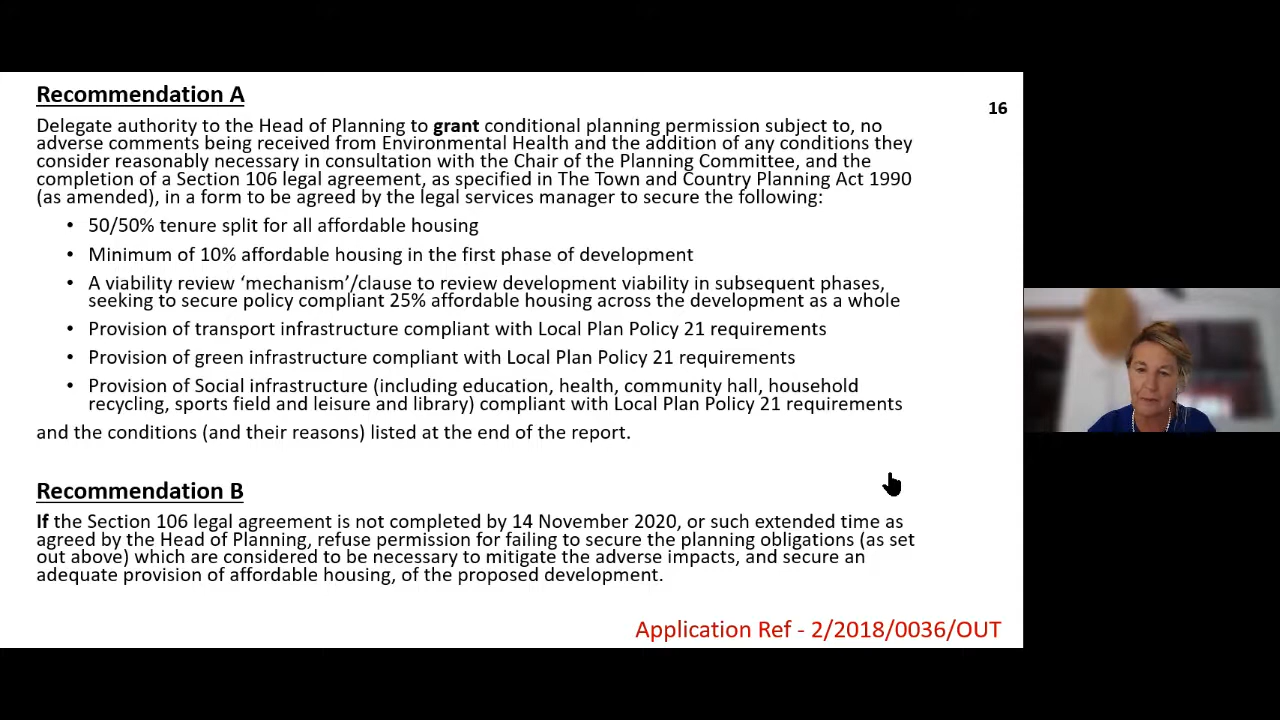 Recommendation A
16
Delegate authority to the Head of Planning to grant conditional planning permission subject to, no
adverse comments being received from Environmental Health and the addition of any conditions they
consider reasonably necessary in consultation with the Chair of the Planning Committee, and the
completion of a Section 106 legal agreement, as specified in The Town and Country Planning Act 1990
(as amended), in a form to be agreed by the legal services manager to secure the following:
• 50/50% tenure split for all affordable housing
• Minimum of 10% affordable housing in the first phase of development
• A viability review ‘mechanism’/clause to review development viability in subsequent phases,
seeking to secure policy compliant 25% affordable housing across the development as a whole
• Provision of transport infrastructure compliant with Local Plan Policy 21 requirements
• Provision of green infrastructure compliant with Local Plan Policy 21 requirements
• Provision of Social infrastructure (including education, health, community hall, household
recycling, sports field and leisure and library) compliant with Local Plan Policy 21 requirements
and the conditions (and their reasons) listed at the end of the report.
Recommendation B
If the Section 106 legal agreement is not completed by 14 November 2020, or such extended time as
agreed by the Head of Planning, refuse permission for failing to secure the planning obligations (as set
out above) which are considered to be necessary to mitigate the adverse impacts, and secure an
adequate provision of affordable housing, of the proposed development.
Application Ref - 2/2018/0036/OUT